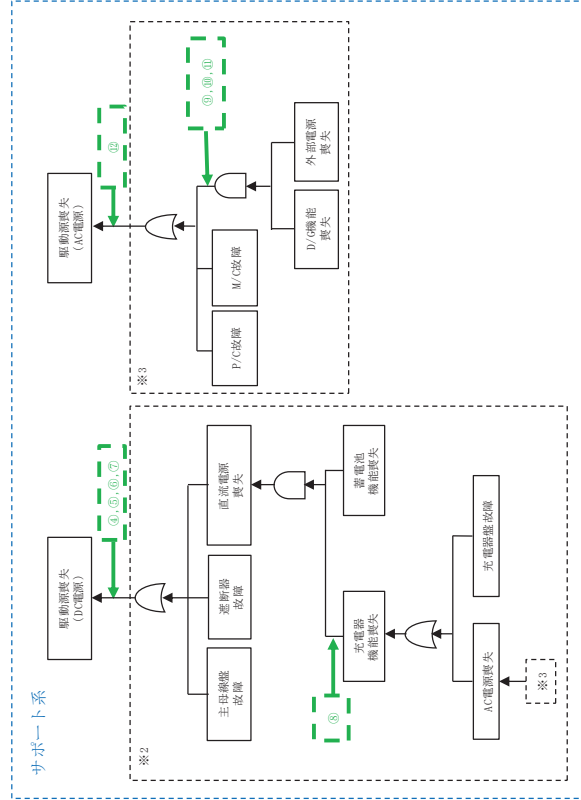 サポート系
駆動源喪失
(DC電源)
④,⑤,⑥,⑦
※2
主母線盤
故障
遮断器
故障
直流電源
喪失
⑧
充電器
機能喪失
蓄電池
機能喪失
AC電源喪失
充電器盤故障
※3
駆動源喪失
(AC電源)
⑫
※3
P/C故障
M/C故障
⑨,⑩,⑪
D/G機能
喪失
外部電源
喪失